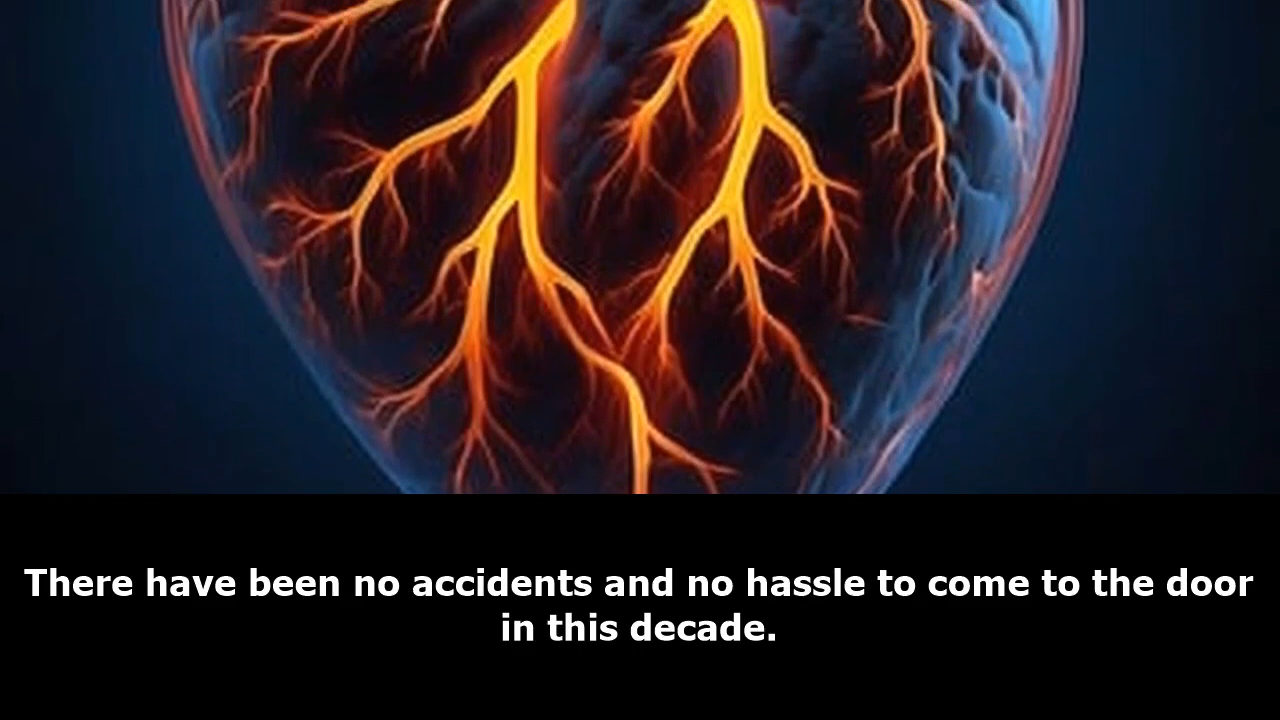 There have been no accidents and no hassle to come to the door
in this decade.